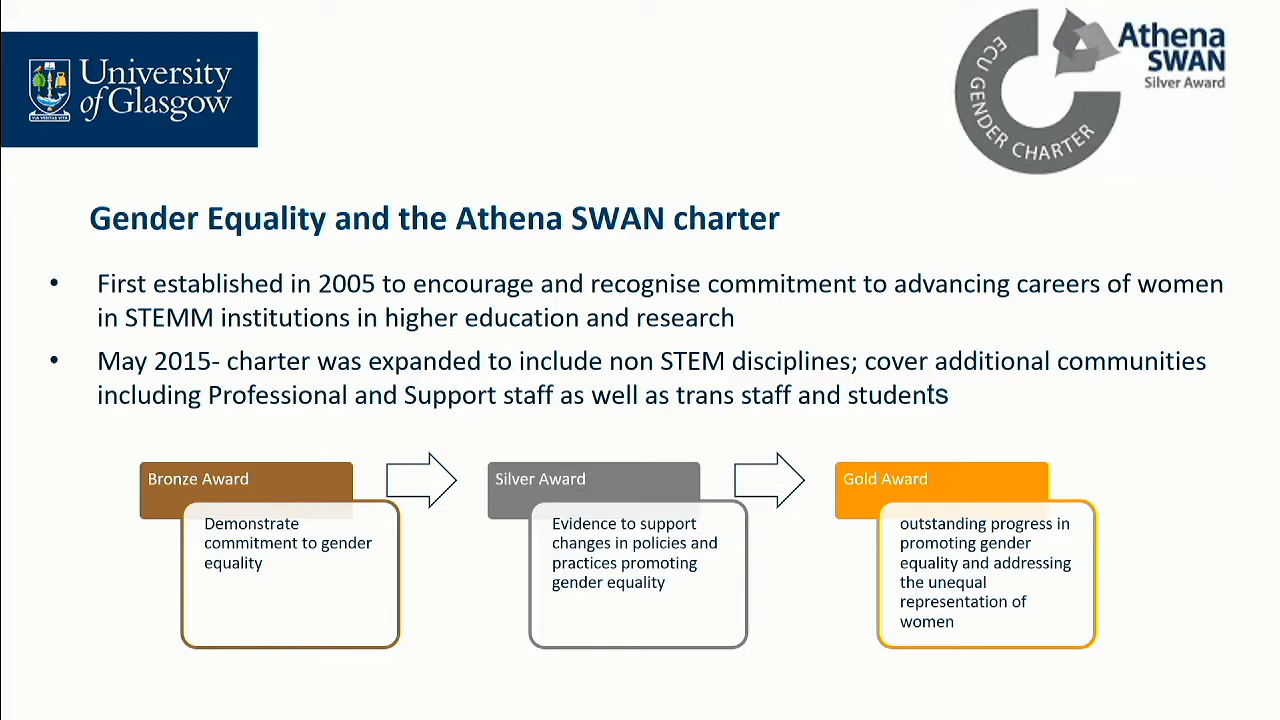 University
of Glasgow
VIA VERITAS VITA
ECU GENDER CHARTER
Athena
SWAN
Silver Award
Gender Equality and the Athena SWAN charter
• First established in 2005 to encourage and recognise commitment to advancing careers of women
in STEMM institutions in higher education and research
• May 2015- charter was expanded to include non STEM disciplines; cover additional communities
including Professional and Support staff as well as trans staff and students
Bronze Award
Demonstrate
commitment to gender
equality
Silver Award
Evidence to support
changes in policies and
practices promoting
gender equality
Gold Award
outstanding progress in
promoting gender
equality and addressing
the unequal
representation of
women